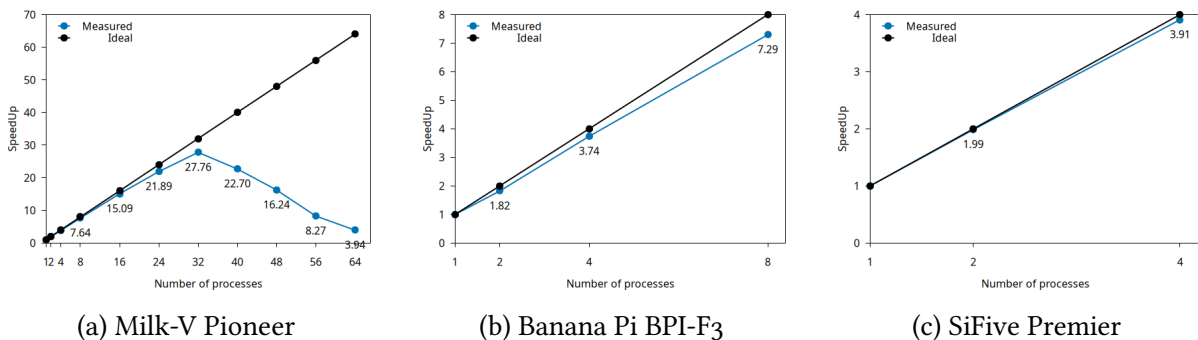 70
60
50
40
30
20
10
0
SpeedUp
Measured
Ideal
7.64
15.09
21.89
27.76
22.70
16.24
8.27
3.94
1 2 4 8 16 24 32 40 48 56 64
Number of processes
(a) Milk-V Pioneer
8
7
6
5
4
3
2
1
0
SpeedUp
Measured
Ideal
1.82
3.74
7.29
1 2 4 8
Number of processes
(b) Banana Pi BPI-F3
4
3
2
1
0
SpeedUp
Measured
Ideal
1.99
3.91
1 2 4
Number of processes
(c) SiFive Premier